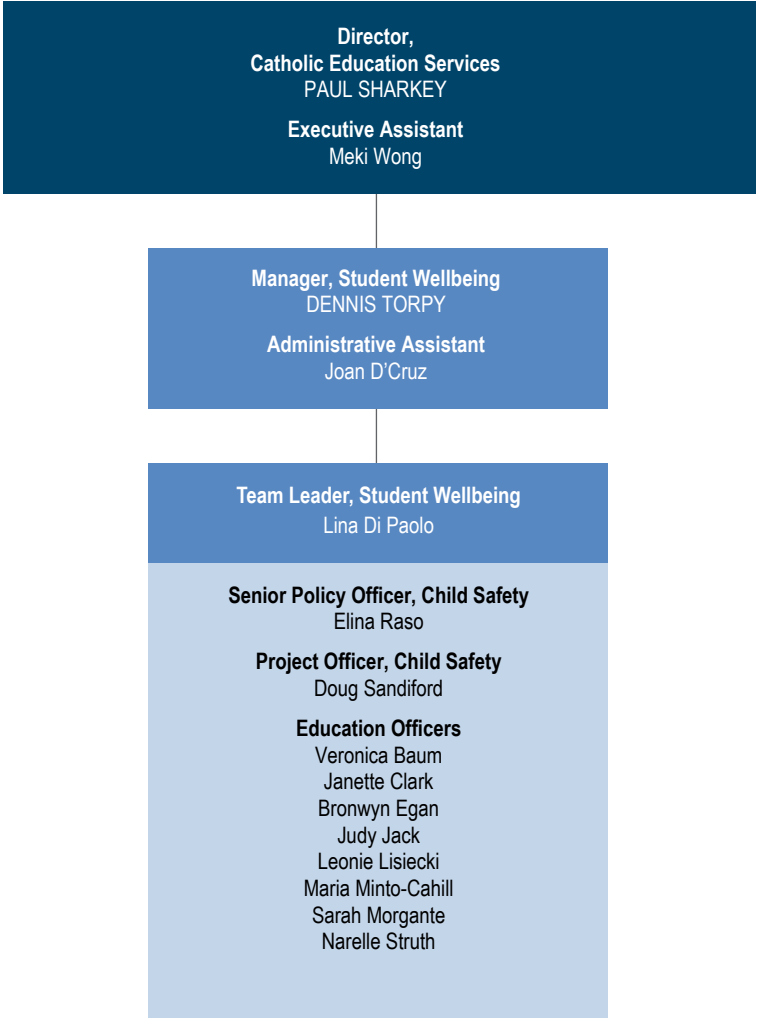 Director,
Catholic Education Services
PAUL SHARKEY
Executive Assistant
Meki Wong
Manager, Student Wellbeing
DENNIS TORPY
Administrative Assistant
Joan D’Cruz
Team Leader, Student Wellbeing
Lina Di Paolo
Senior Policy Officer, Child Safety
Elina Raso
Project Officer, Child Safety
Doug Sandiford
Education Officers
Veronica Baum
Janette Clark
Bronwyn Egan
Judy Jack
Leonie Lisiecki
Maria Minto-Cahill
Sarah Morgante
Narelle Struth